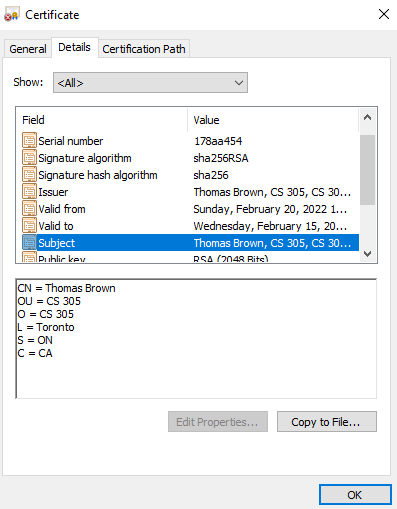 Certificate
General Details Certification Path
Show: <All>
Field Value
Serial number 178aa454
Signature algorithm sha256RSA
Signature hash algorithm sha256
Issuer Thomas Brown, CS 305, CS 30...
Valid from Sunday, February 20, 2022 1...
Valid to Wednesday, February 15, 20...
Subject Thomas Brown, CS 305, CS 30...
Public key RSA (2048 Bits)
CN = Thomas Brown
OU = CS 305
O = CS 305
L = Toronto
S = ON
C = CA
Edit Properties... Copy to File...
OK